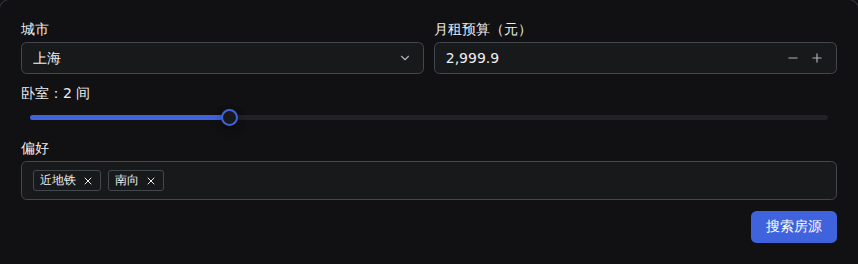 城市
月租预算（元）
上海
2,999.9
卧室：2 间
偏好
近地铁
南向
搜索房源